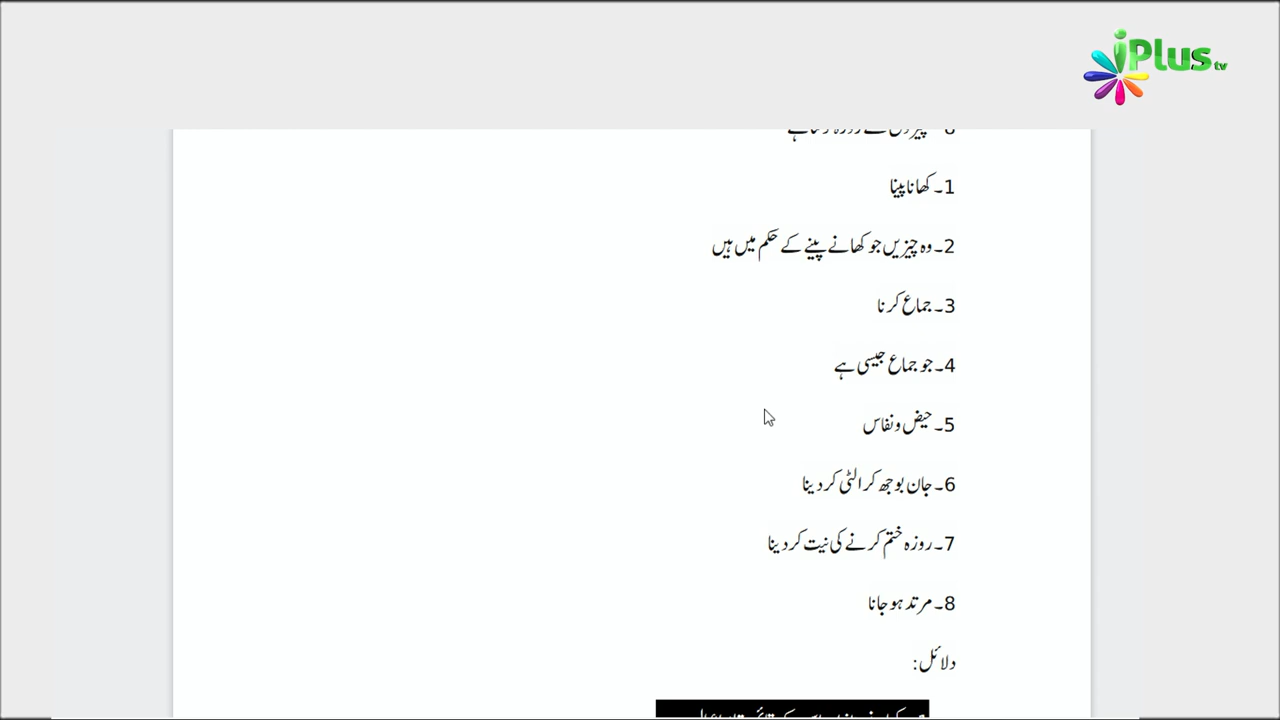 iPlus tv
1۔ کھانا پینا
2۔ وہ چیزیں جو کھانے پینے کے حکم میں ہیں
3۔ جماع کرنا
4۔ جو جماع جیسی ہے
5۔ حیض و نفاس
6۔ جان بوجھ کر الٹی کر دینا
7۔ روزہ ختم کرنے کی نیت کر دینا
8۔ مرتد ہو جانا
دلائل: